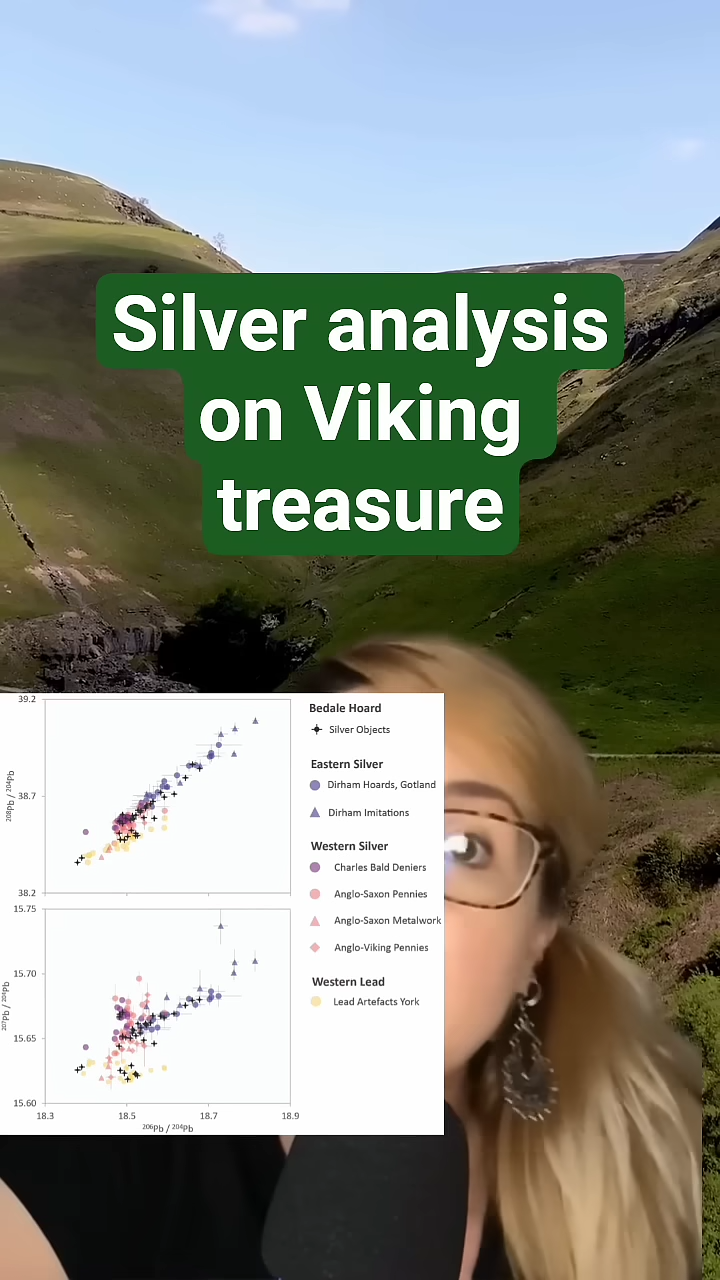 Silver analysis
on Viking
treasure
39.2
38.7
38.2
²⁰⁸Pb / ²⁰⁴Pb
15.75
15.70
15.65
15.60
²⁰⁷Pb / ²⁰⁴Pb
18.3 18.5 18.7 18.9
²⁰⁶Pb / ²⁰⁴Pb
Bedale Hoard
Silver Objects
Eastern Silver
Dirham Hoards, Gotland
Dirham Imitations
Western Silver
Charles Bald Deniers
Anglo-Saxon Pennies
Anglo-Saxon Metalwork
Anglo-Viking Pennies
Western Lead
Lead Artefacts York